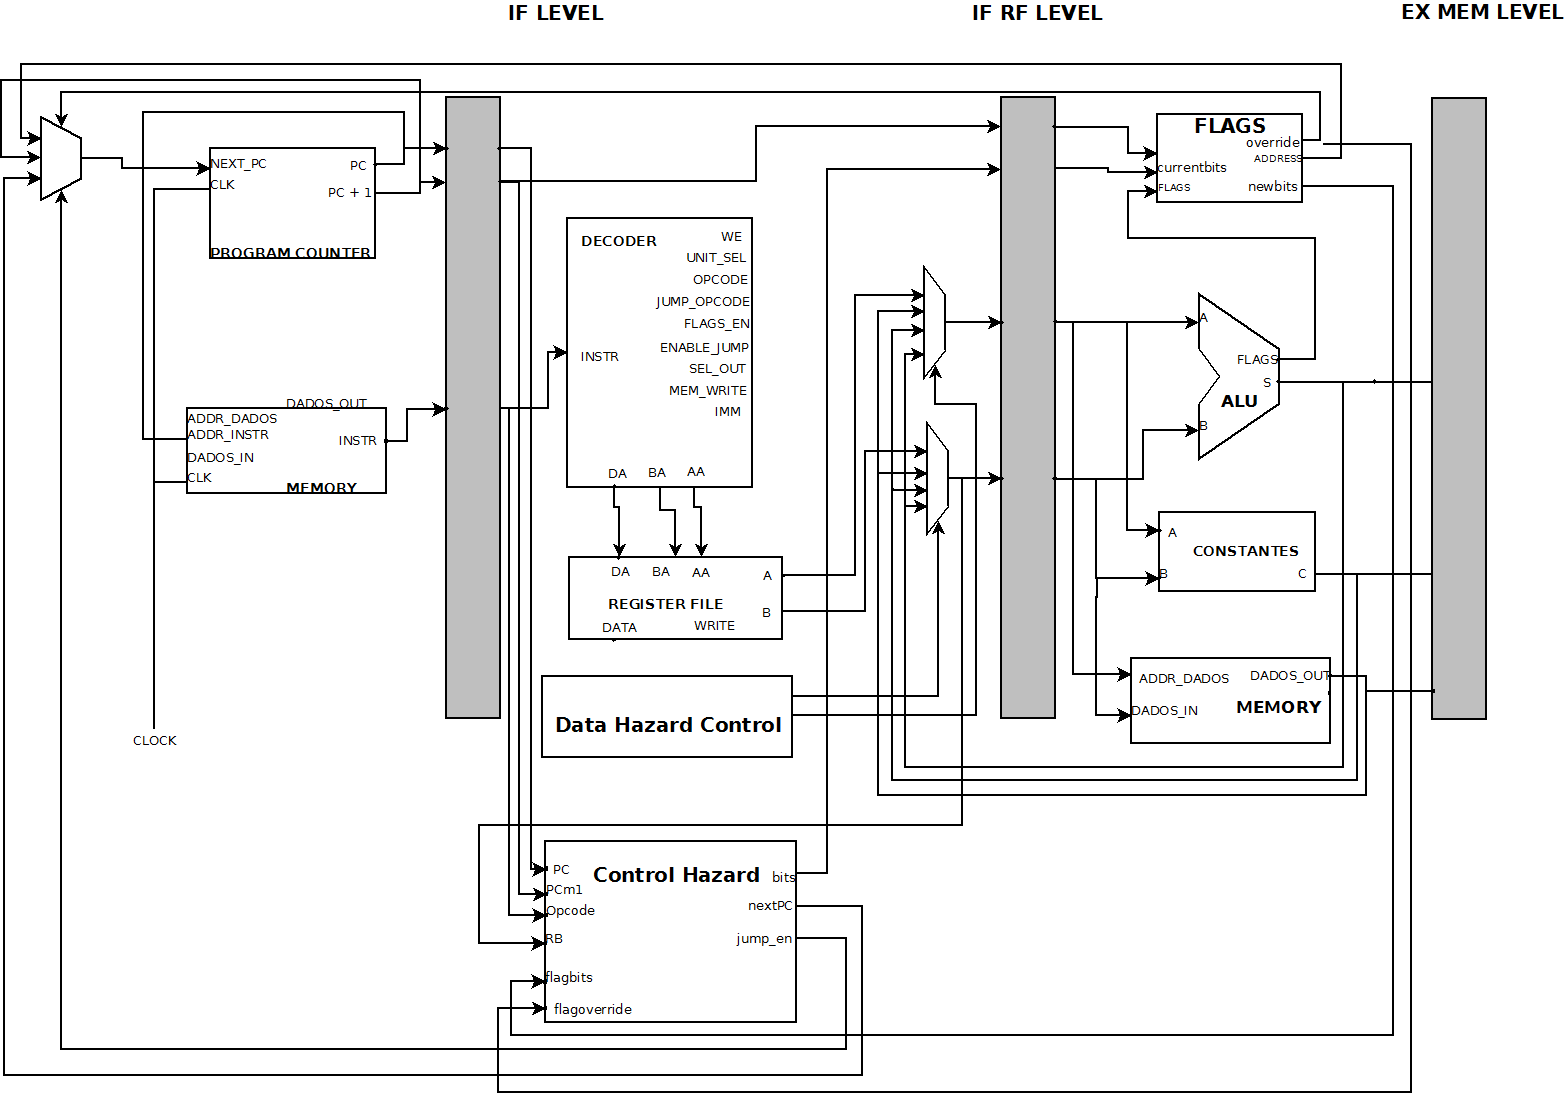 IF LEVEL
IF RF LEVEL
EX MEM LEVEL
NEXT_PC
PC
CLK
PC + 1
PROGRAM COUNTER
DADOS_OUT
ADDR_DADOS
ADDR_INSTR
INSTR
DADOS_IN
CLK
MEMORY
CLOCK
DECODER
WE
UNIT_SEL
OPCODE
JUMP_OPCODE
FLAGS_EN
ENABLE_JUMP
INSTR
SEL_OUT
MEM_WRITE
IMM
DA
BA
AA
DA
BA
AA
A
REGISTER FILE
B
DATA
WRITE
Data Hazard Control
PC
Control Hazard
bits
PCm1
nextPC
Opcode
RB
jump_en
flagbits
flagoverride
FLAGS
override
ADDRESS
currentbits
FLAGS
newbits
A
FLAGS
S
ALU
B
A
CONSTANTES
B
C
ADDR_DADOS
DADOS_OUT
DADOS_IN
MEMORY